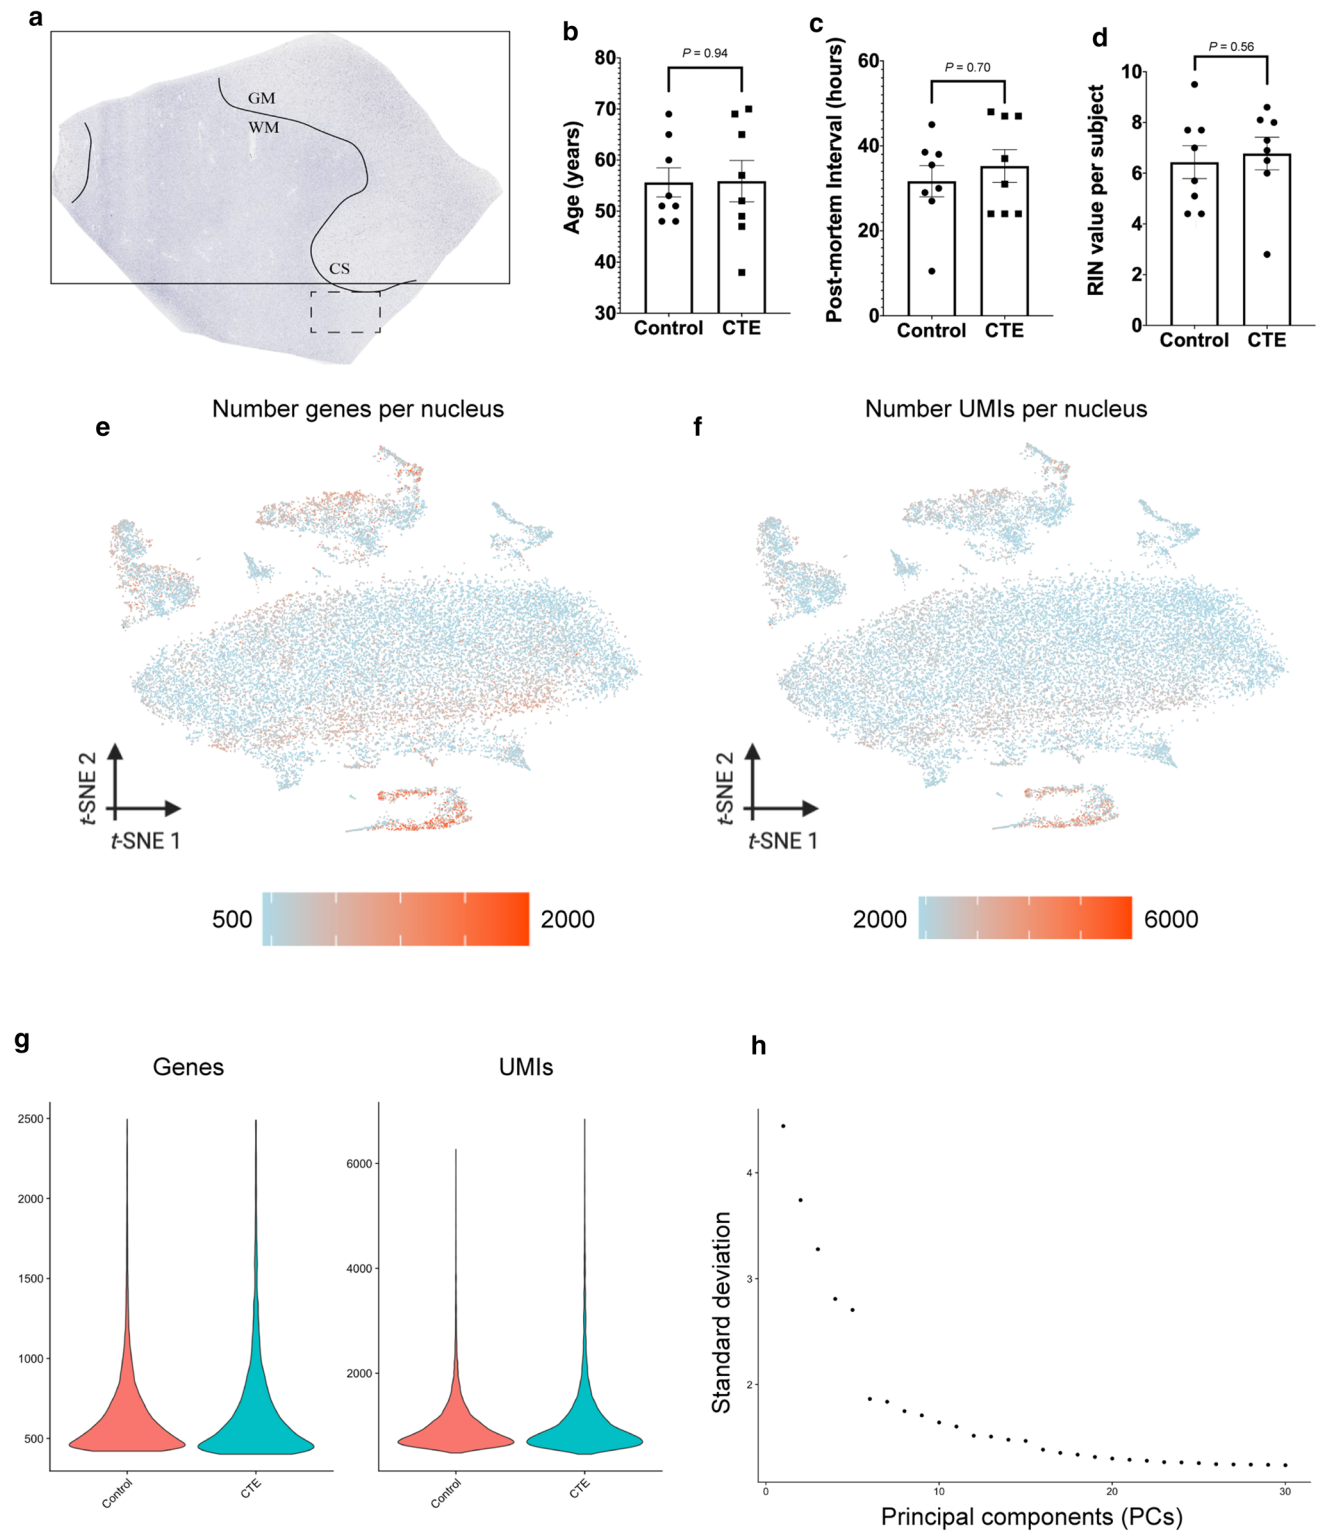 a
GM
WM
CS
b
P = 0.94
Age (years)
80
70
60
50
40
30
Control
CTE
c
P = 0.70
Post-mortem Interval (hours)
60
40
20
0
Control
CTE
d
P = 0.56
RIN value per subject
10
8
6
4
2
0
Control
CTE
e
Number genes per nucleus
t-SNE 2
t-SNE 1
500
2000
f
Number UMIs per nucleus
t-SNE 2
t-SNE 1
2000
6000
g
Genes
2500
2000
1500
1000
500
Control
CTE
UMIs
6000
4000
2000
Control
CTE
h
Standard deviation
4
3
2
0
10
20
30
Principal components (PCs)